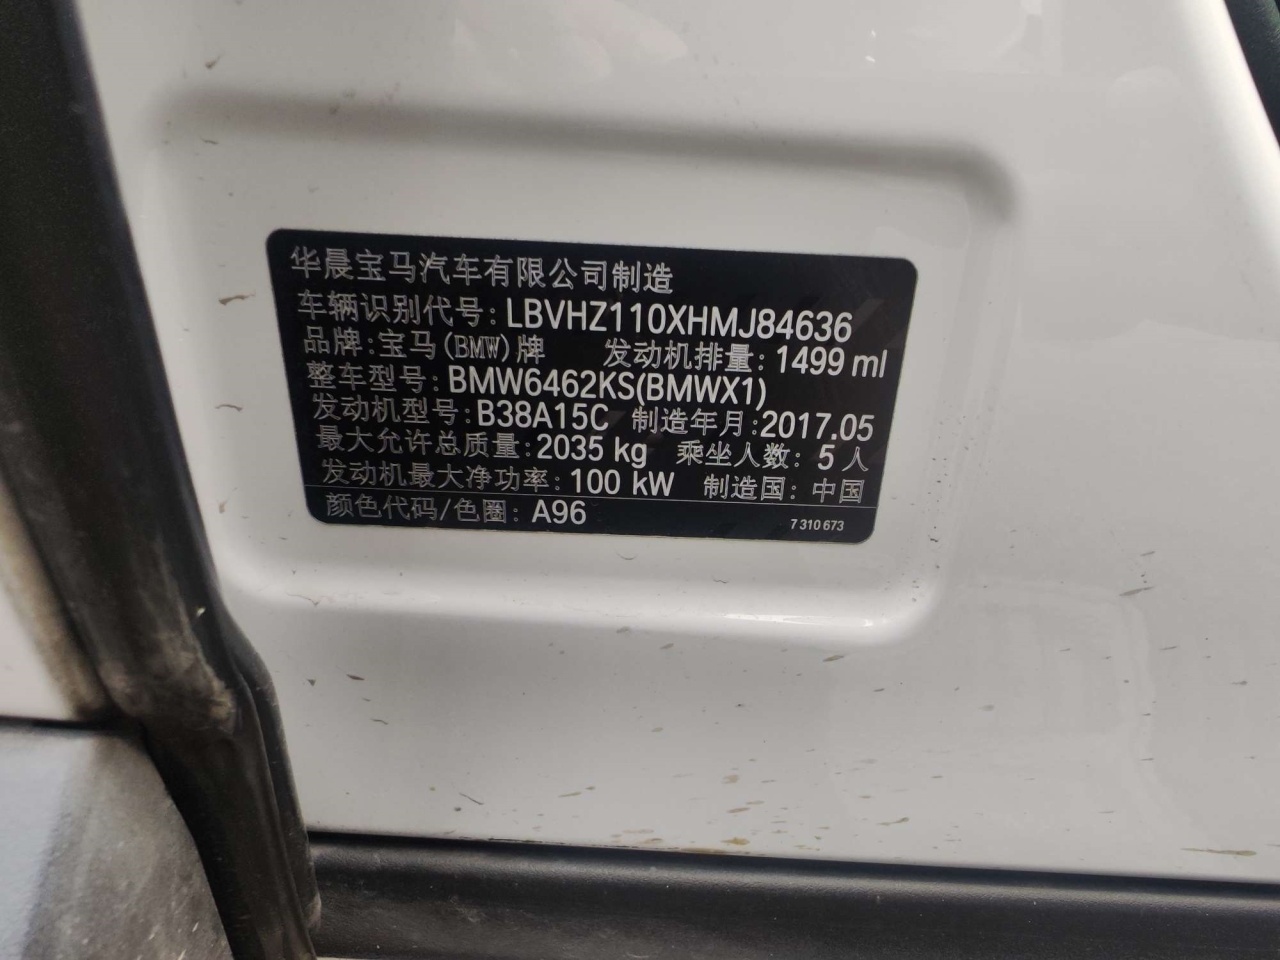 华晨宝马汽车有限公司制造
车辆识别代号: LBVHZ110XHMJ84636
品牌:宝马(BMW)牌 发动机排量: 1499 ml
整车型号: BMW6462KS(BMWX1)
发动机型号: B38A15C 制造年月: 2017.05
最大允许总质量: 2035 kg 乘坐人数: 5 人
发动机最大净功率: 100 kW 制造国: 中国
颜色代码/色圈: A96 7 310 673